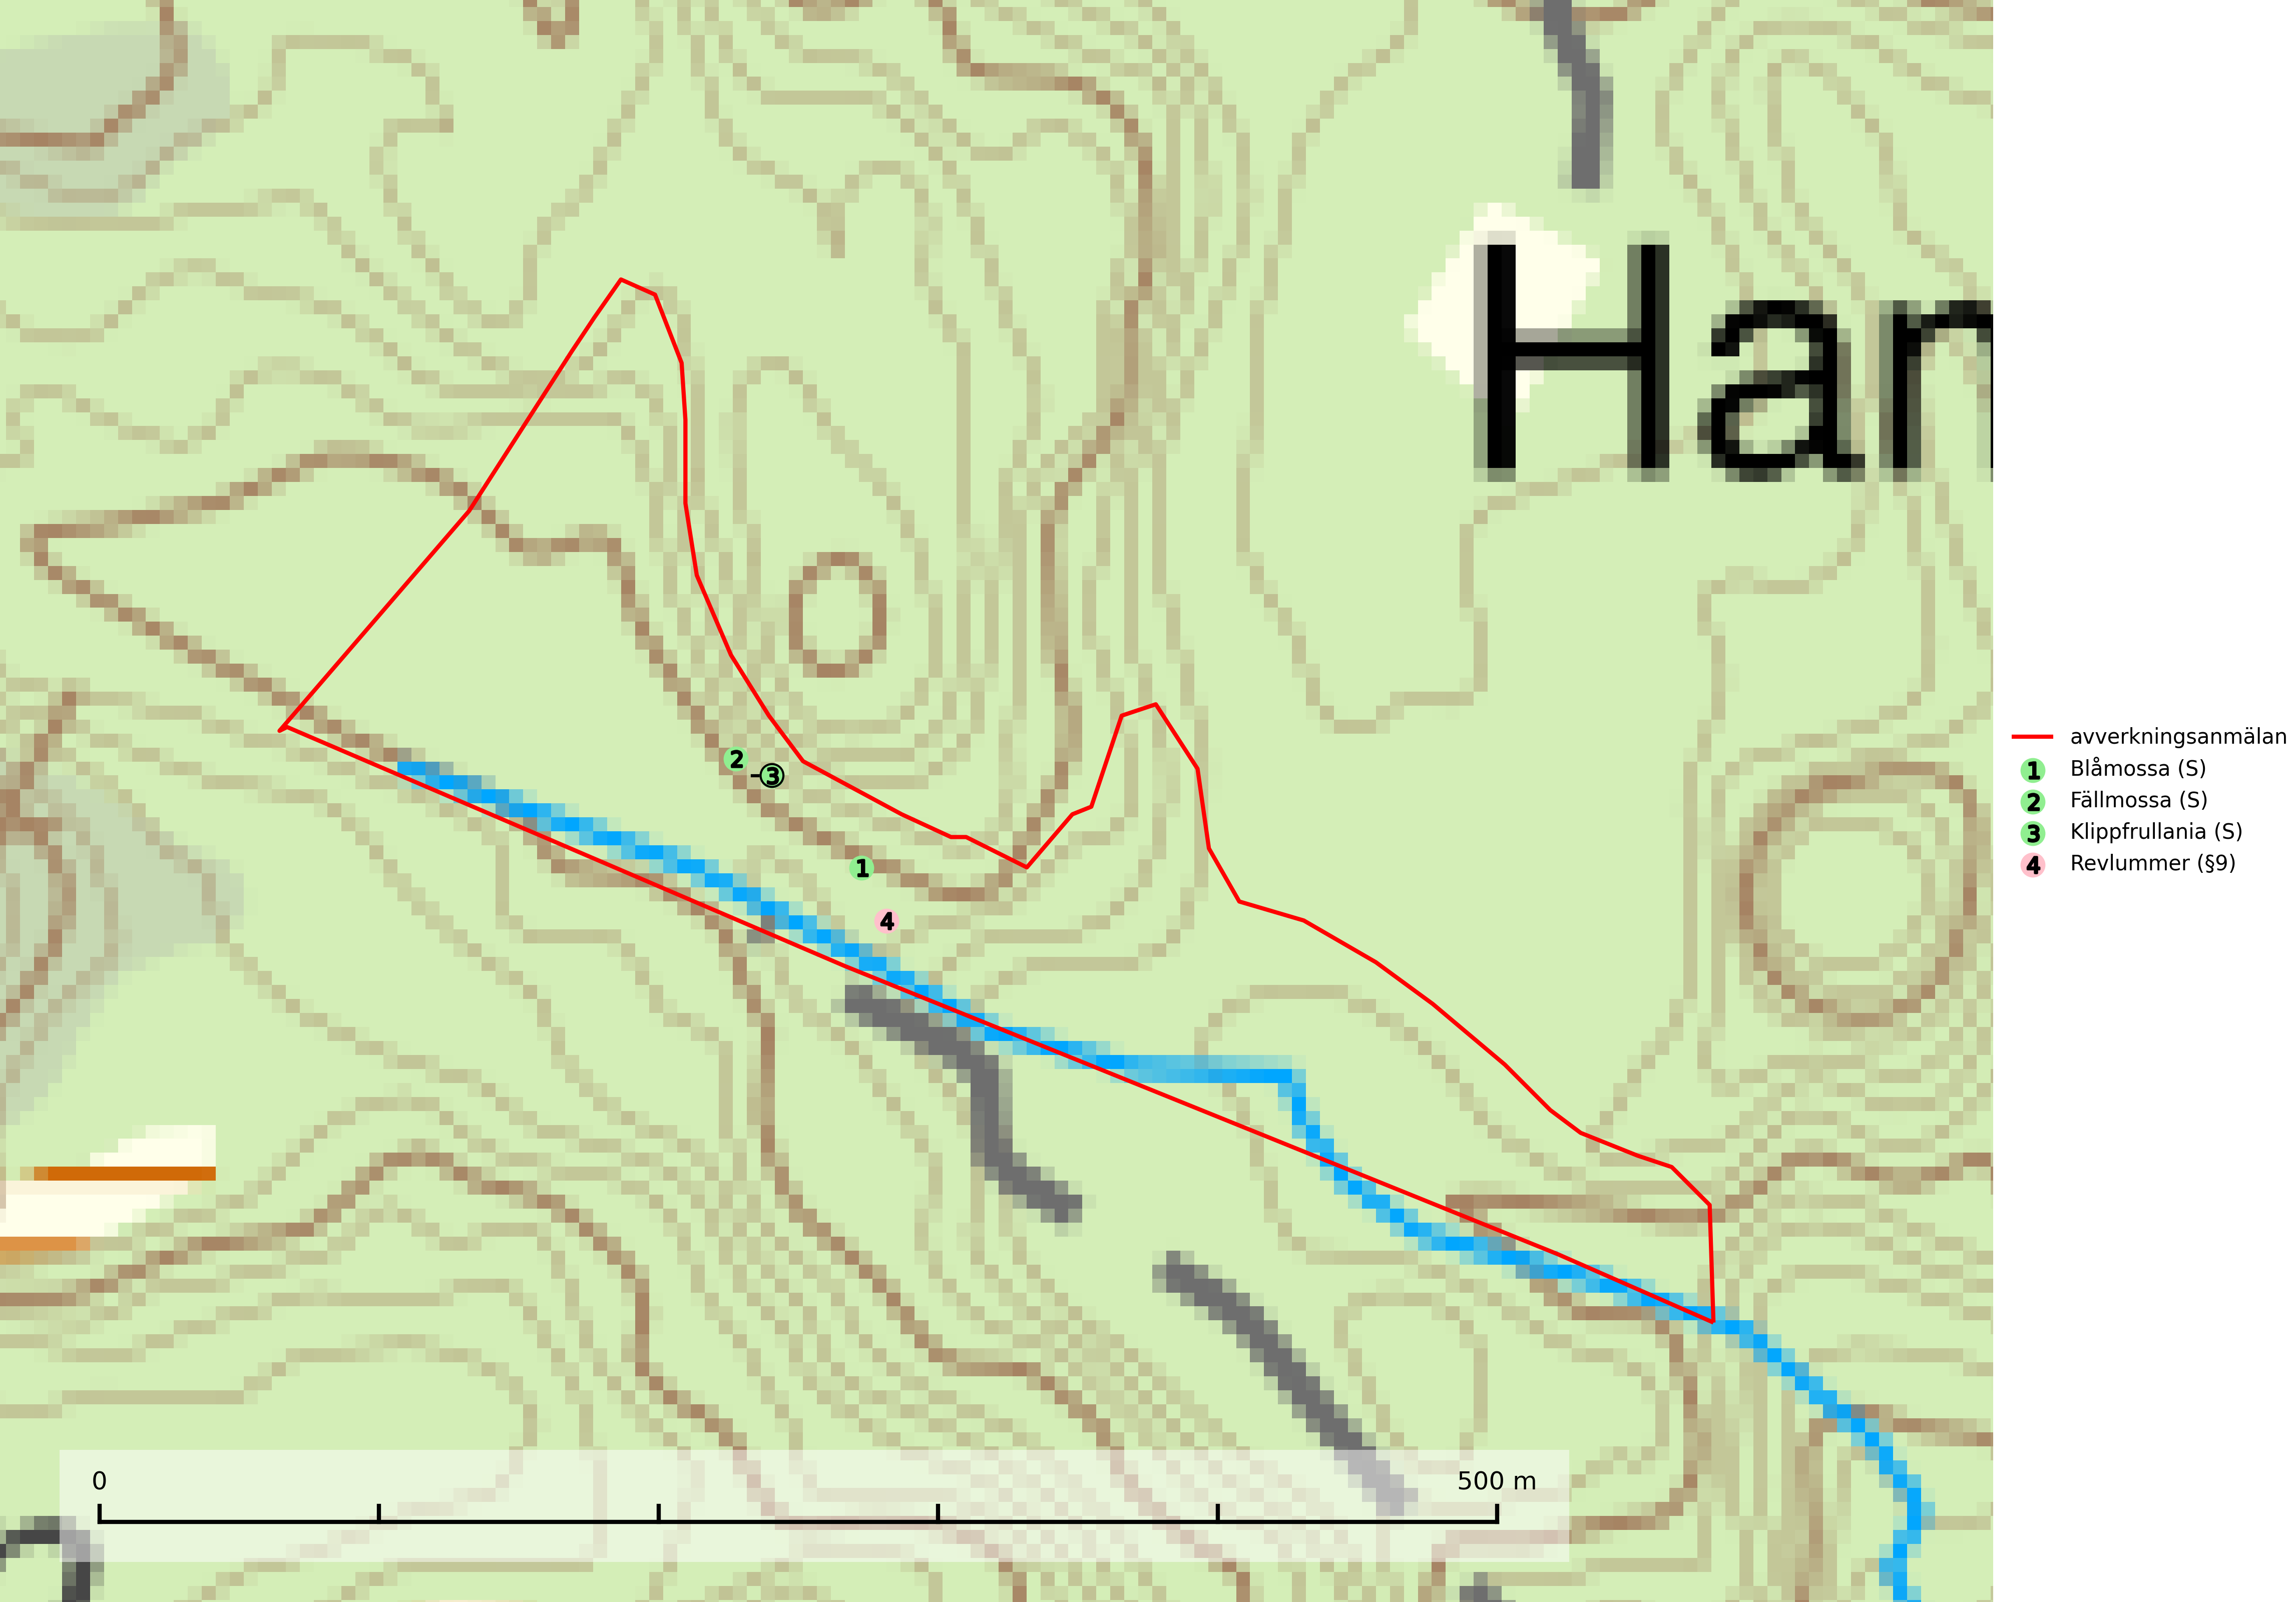 Han
2
3
1
4
avverkningsanmälan
1 Blåmossa (S)
2 Fällmossa (S)
3 Klippfrullania (S)
4 Revlummer (§9)
0 500 m